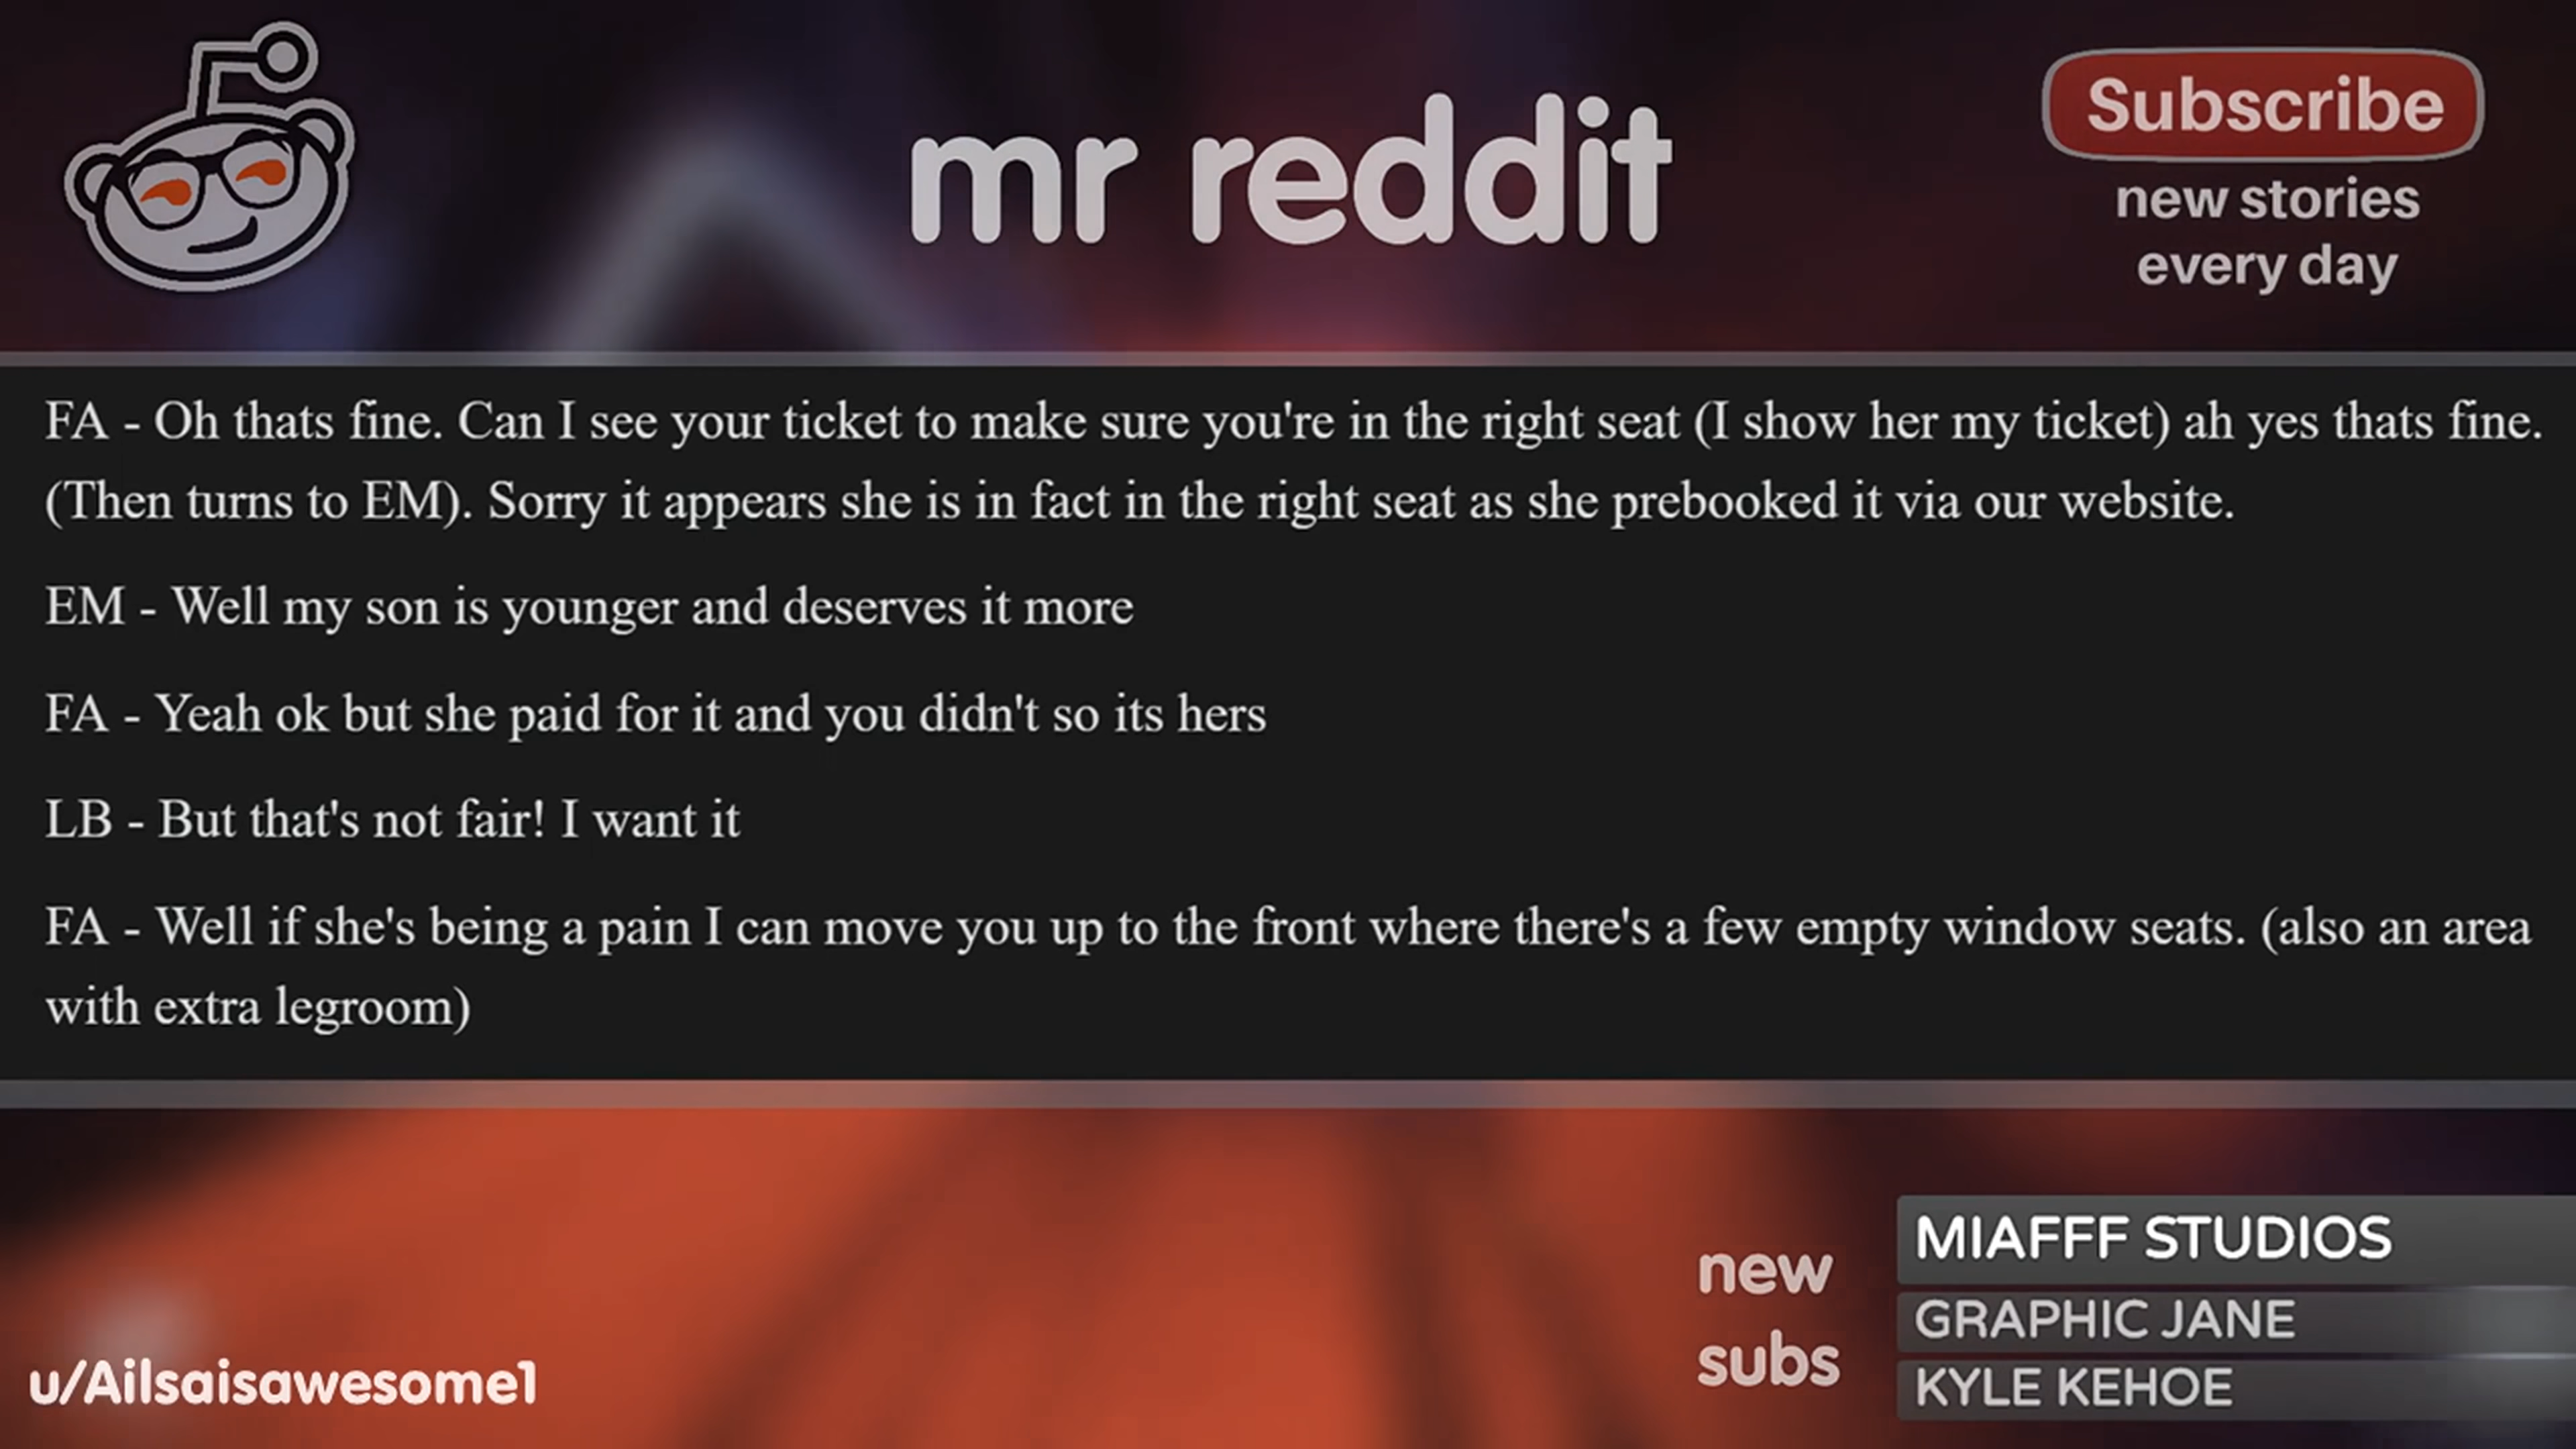 mr reddit
Subscribe
new stories
every day
FA - Oh thats fine. Can I see your ticket to make sure you're in the right seat (I show her my ticket) ah yes thats fine.
(Then turns to EM). Sorry it appears she is in fact in the right seat as she prebooked it via our website.
EM - Well my son is younger and deserves it more
FA - Yeah ok but she paid for it and you didn't so its hers
LB - But that's not fair! I want it
FA - Well if she's being a pain I can move you up to the front where there's a few empty window seats. (also an area
with extra legroom)
u/Ailsaisawesome1
new
subs
MIAFFF STUDIOS
GRAPHIC JANE
KYLE KEHOE